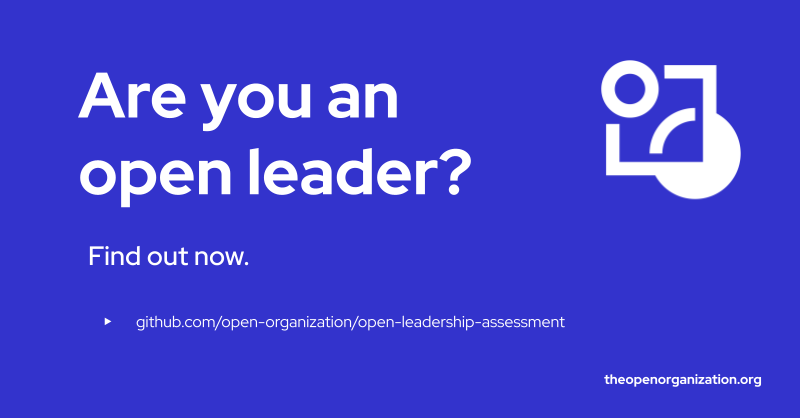 Are you an
open leader?
Find out now.
github.com/open-organization/open-leadership-assessment
theopenorganization.org